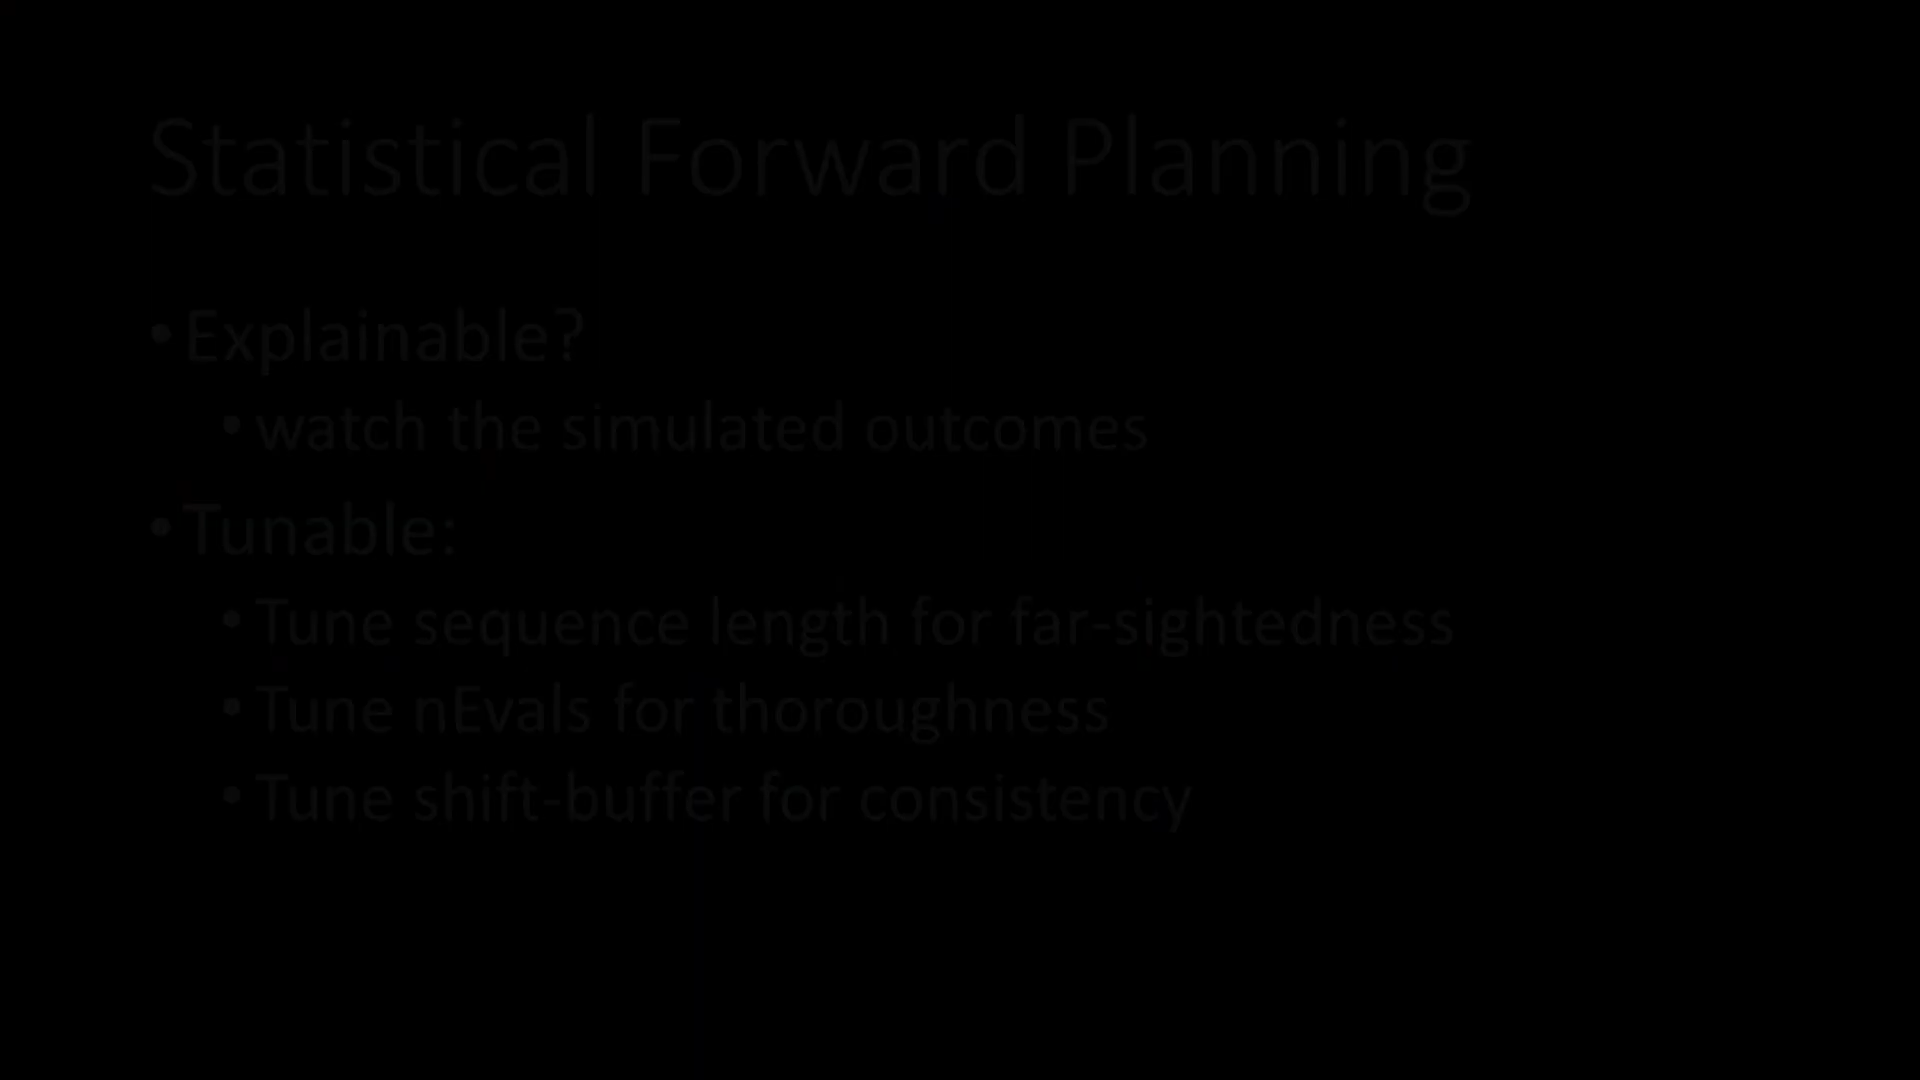 Statistical Forward Planning
• Explainable?
• watch the simulated outcomes
• Tunable:
• Tune sequence length for far-sightedness
• Tune nEvals for thoroughness
• Tune shift-buffer for consistency